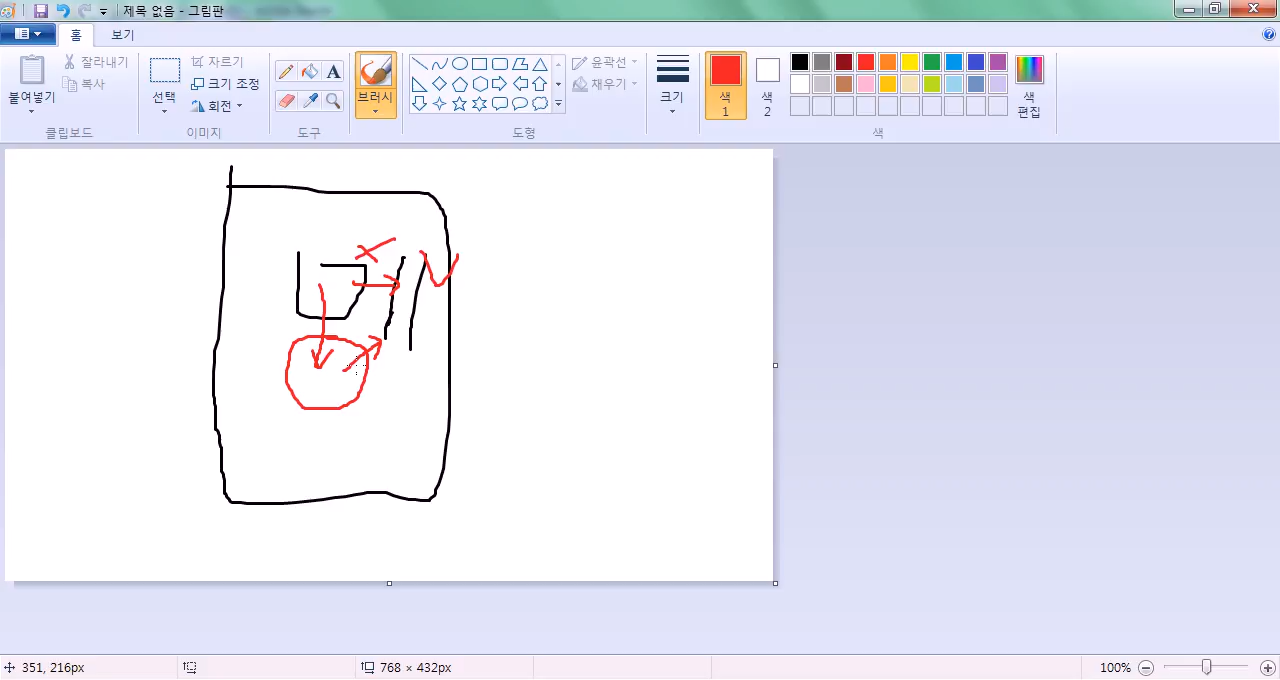 제목 없음 - 그림판
홈 보기
붙여넣기 잘라내기 복사
클립보드
선택 자르기 크기 조정 회전
이미지
A
도구
브러시
윤곽선 채우기
도형
크기
색 1
색 2
색 편집
색
351, 216px
768 × 432px
100%